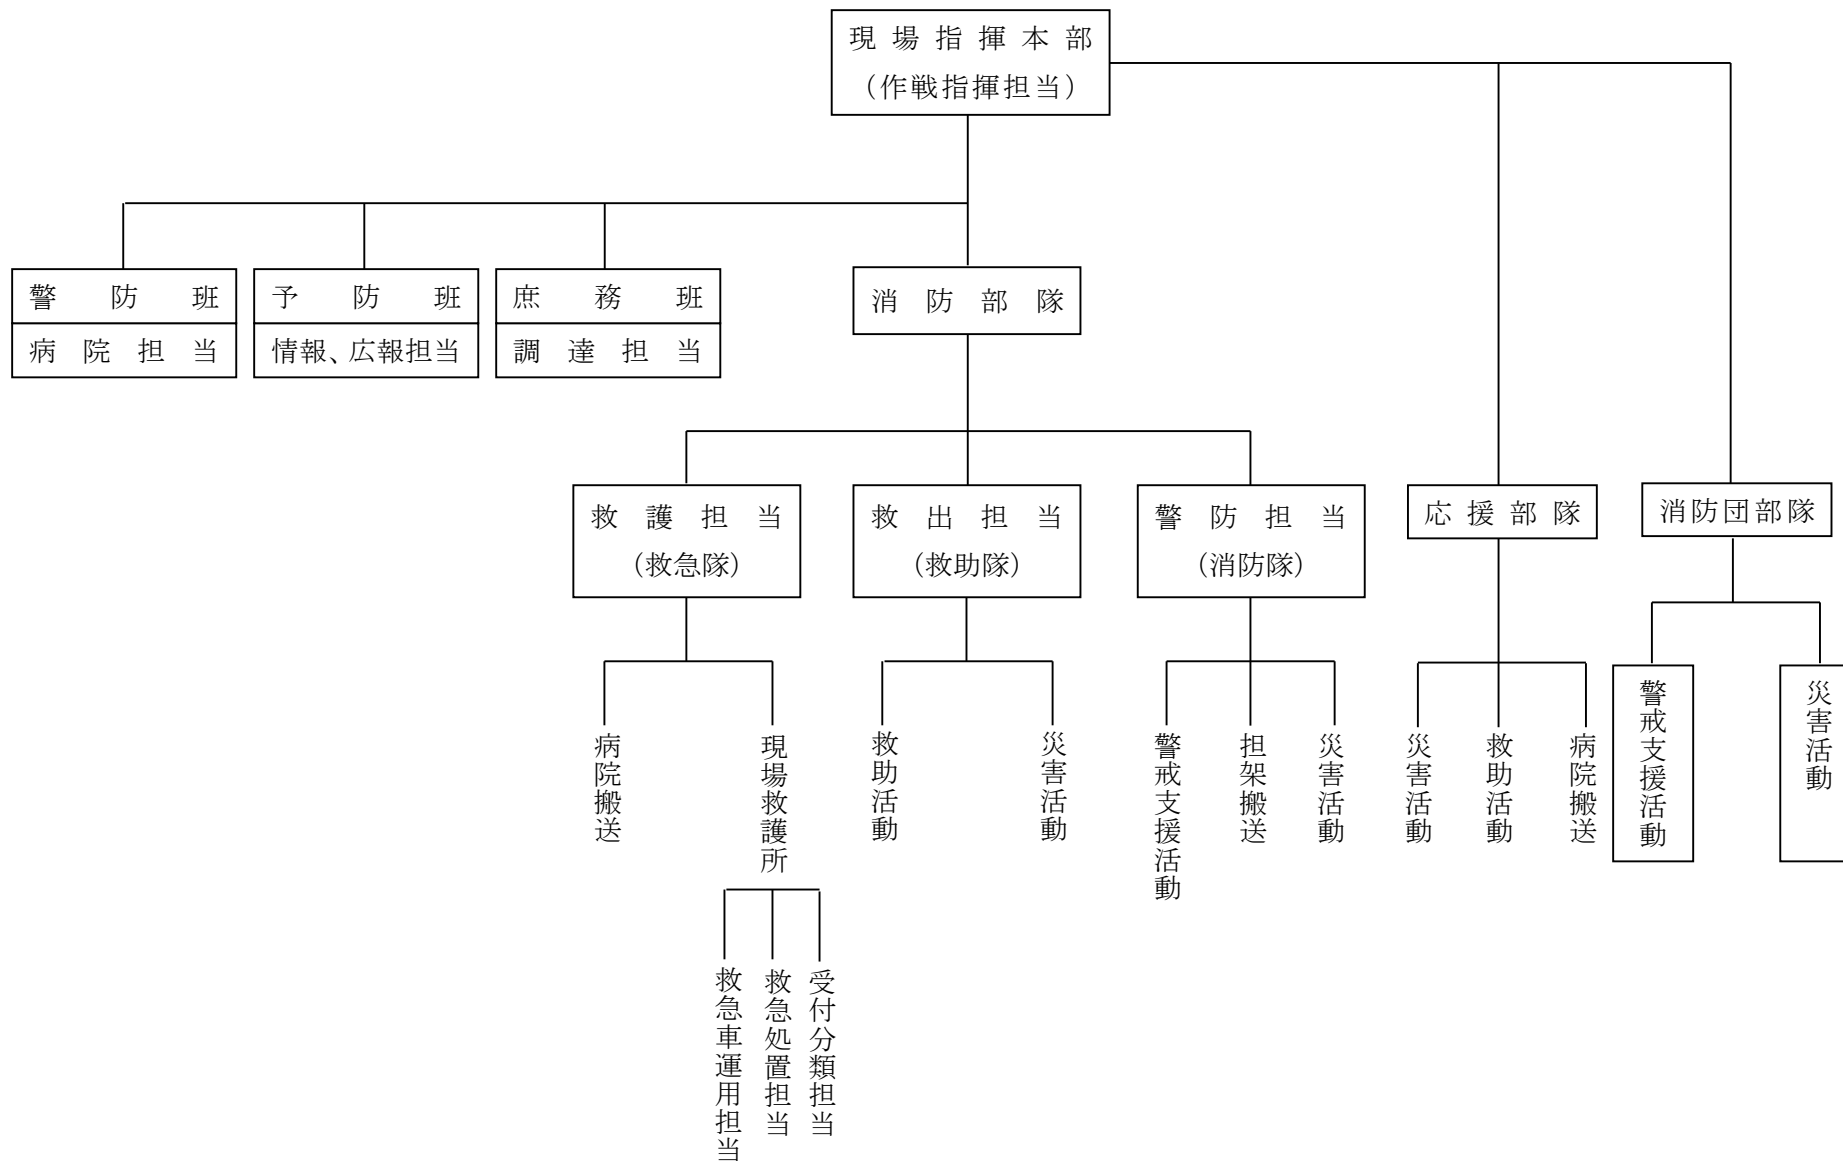 現場指揮本部
（作戦指揮担当）
警防班
病院担当
予防班
情報、広報担当
庶務班
調達担当
消防部隊
救護担当
（救急隊）
救出担当
（救助隊）
警防担当
（消防隊）
応援部隊
消防団部隊
病院搬送
現場救護所
救助活動
災害活動
警戒支援活動
担架搬送
災害活動
災害活動
救助活動
病院搬送
警戒支援活動
災害活動
救急車運用担当
救急処置担当
受付分類担当